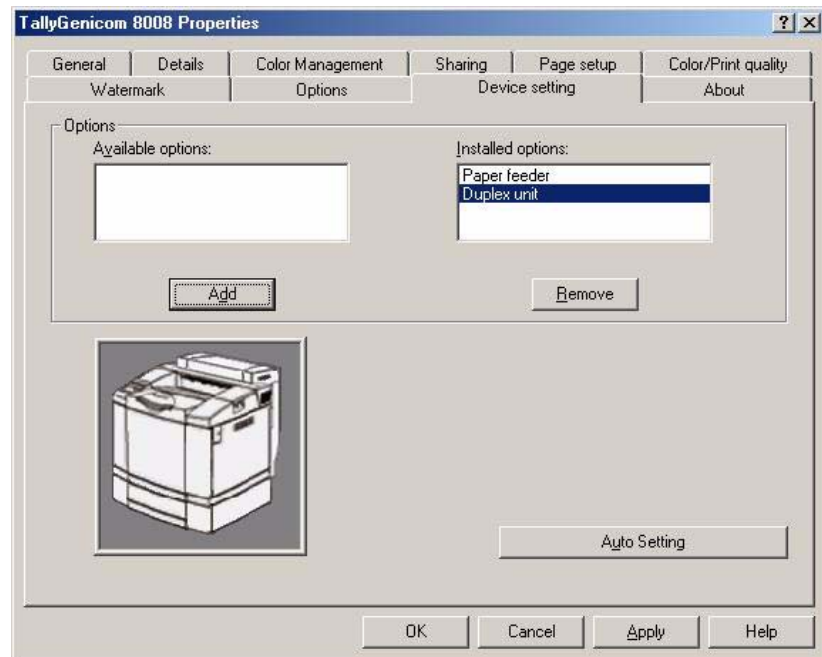 TallyGenicom 8008 Properties
General Details Color Management Sharing Page setup Color/Print quality
Watermark Options Device setting About
Options
Available options:
Installed options:
Paper feeder
Duplex unit
Add
Remove
Auto Setting
OK Cancel Apply Help